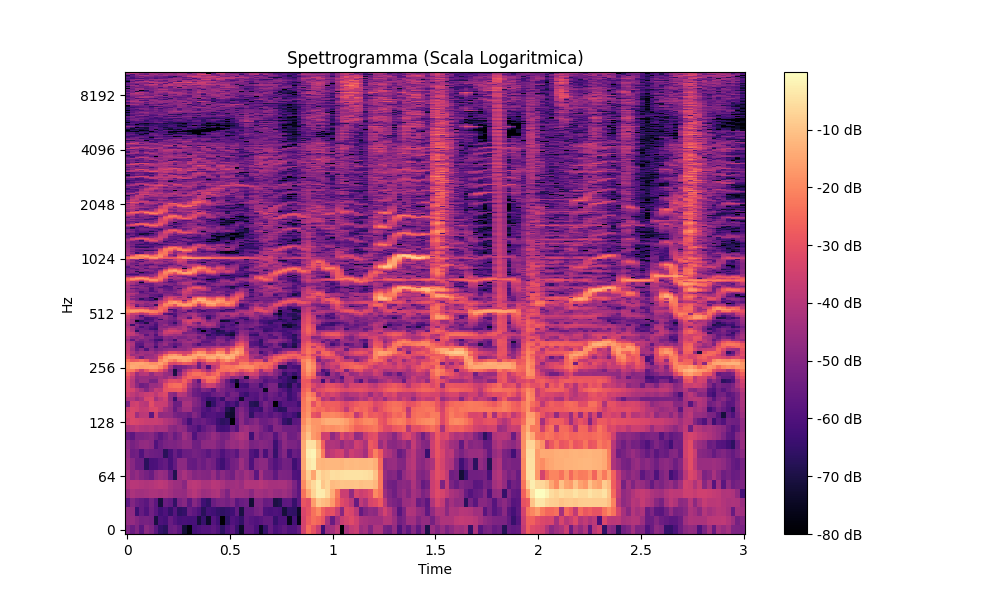 Spettrogramma (Scala Logaritmica)
Hz
8192
4096
2048
1024
512
256
128
64
0
0
0.5
1
1.5
2
2.5
3
Time
-10 dB
-20 dB
-30 dB
-40 dB
-50 dB
-60 dB
-70 dB
-80 dB